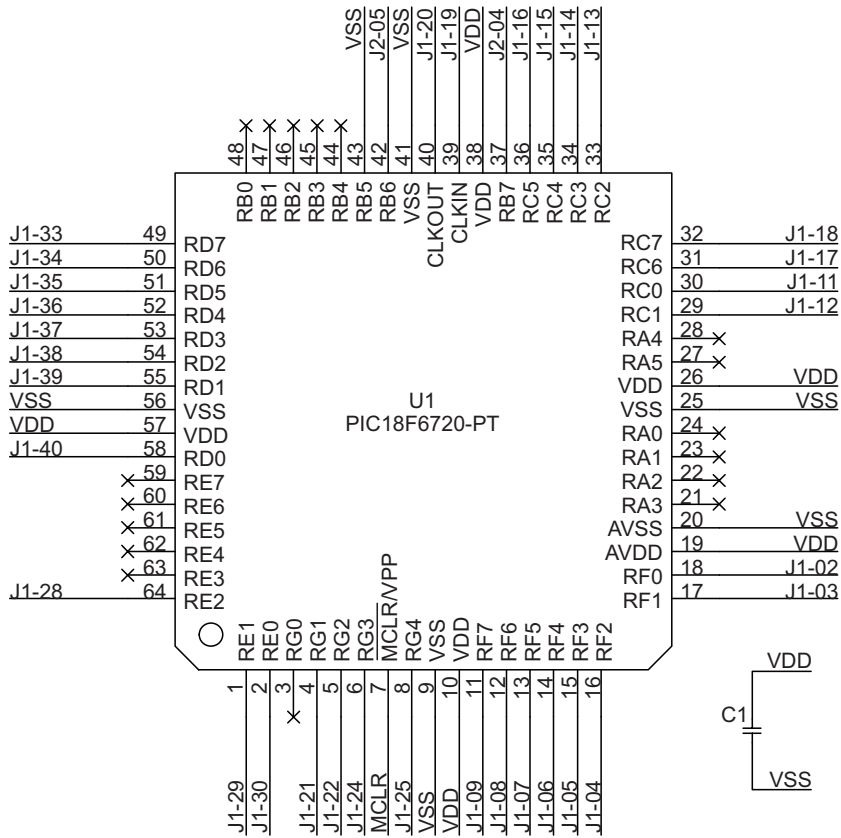 VSS
J2-05
VSS
J1-20
J1-19
VDD
J2-04
J1-16
J1-15
J1-14
J1-13
48
47
46
45
44
43
42
41
40
39
38
37
36
35
34
33
RB0
RB1
RB2
RB3
RB4
RB5
RB6
VSS
CLKOUT
CLKIN
VDD
RB7
RC5
RC4
RC3
RC2
J1-33 49 RD7
J1-34 50 RD6
J1-35 51 RD5
J1-36 52 RD4
J1-37 53 RD3
J1-38 54 RD2
J1-39 55 RD1
VSS 56 VSS
VDD 57 VDD
J1-40 58 RD0
59 RE7
60 RE6
61 RE5
62 RE4
63 RE3
J1-28 64 RE2
U1
PIC18F6720-PT
RC7 32 J1-18
RC6 31 J1-17
RC0 30 J1-11
RC1 29 J1-12
RA4 28
RA5 27
VDD 26 VDD
VSS 25 VSS
RA0 24
RA1 23
RA2 22
RA3 21
AVSS 20 VSS
AVDD 19 VDD
RF0 18 J1-02
RF1 17 J1-03
RE1
RE0
RG0
RG1
RG2
RG3
MCLR/VPP
RG4
VSS
VDD
RF7
RF6
RF5
RF4
RF3
RF2
1
2
3
4
5
6
7
8
9
10
11
12
13
14
15
16
J1-29
J1-30
J1-21
J1-22
J1-24
MCLR
J1-25
VSS
VDD
J1-09
J1-08
J1-07
J1-06
J1-05
J1-04
VDD
C1
VSS